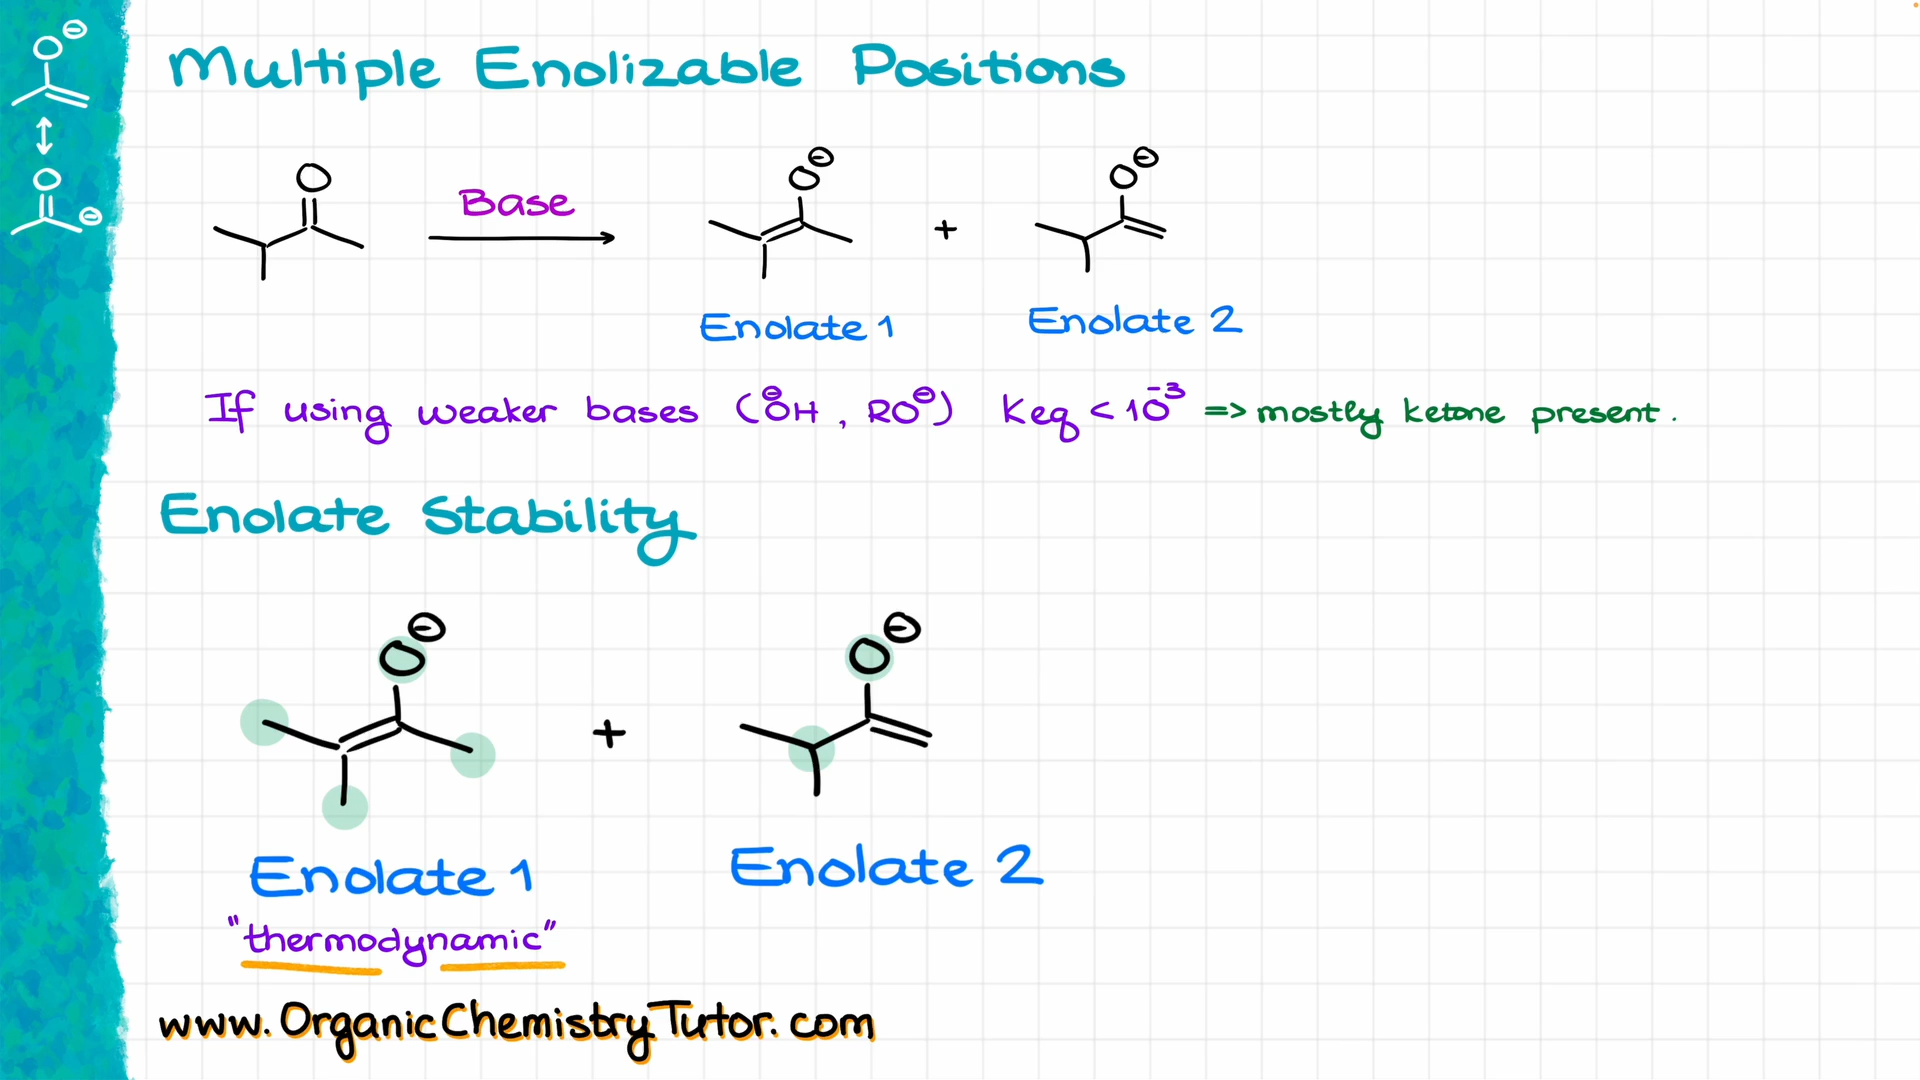 Multiple Enolizable Positions
O⊖
O ⊖
O
Base
O⊖
+
O⊖
Enolate 1
Enolate 2
If using weaker bases (⊖OH, RO⊖) Keq < 10⁻³ => mostly ketone present.
Enolate Stability
O⊖
+
O⊖
Enolate 1
Enolate 2
"thermodynamic"
www.OrganicChemistryTutor.com